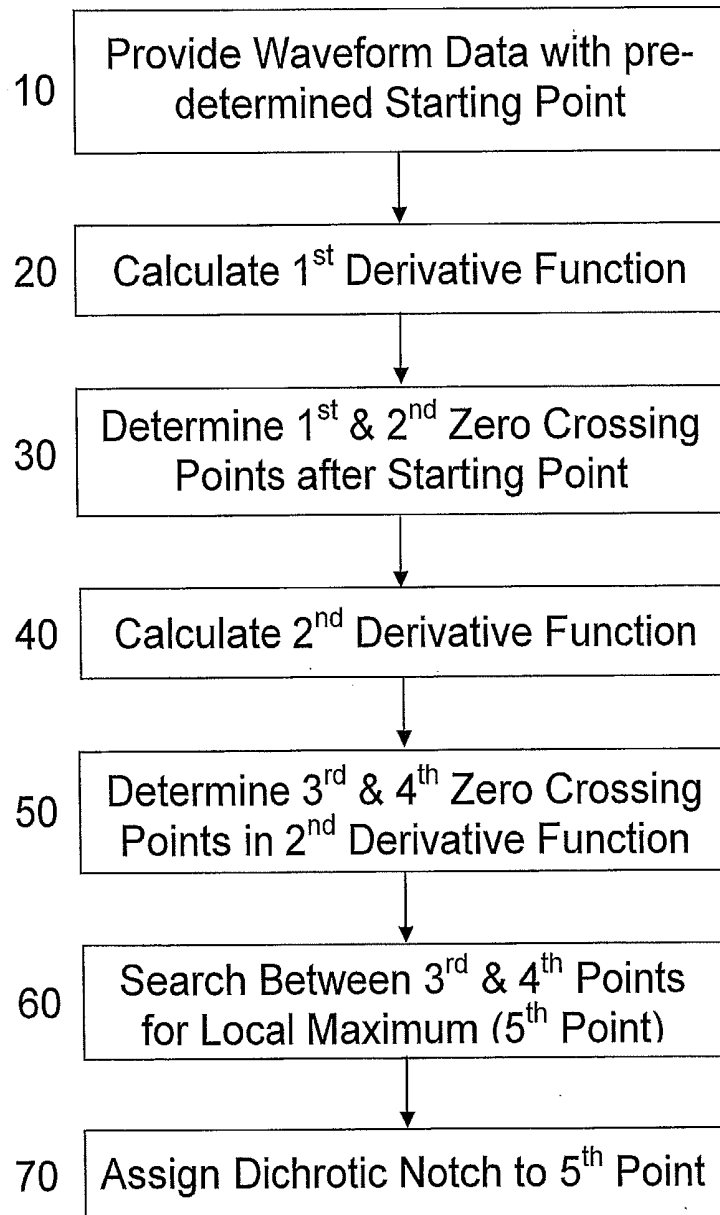 10
Provide Waveform Data with pre-
determined Starting Point
20
Calculate 1st Derivative Function
30
Determine 1st & 2nd Zero Crossing
Points after Starting Point
40
Calculate 2nd Derivative Function
50
Determine 3rd & 4th Zero Crossing
Points in 2nd Derivative Function
60
Search Between 3rd & 4th Points
for Local Maximum (5th Point)
70
Assign Dichrotic Notch to 5th Point